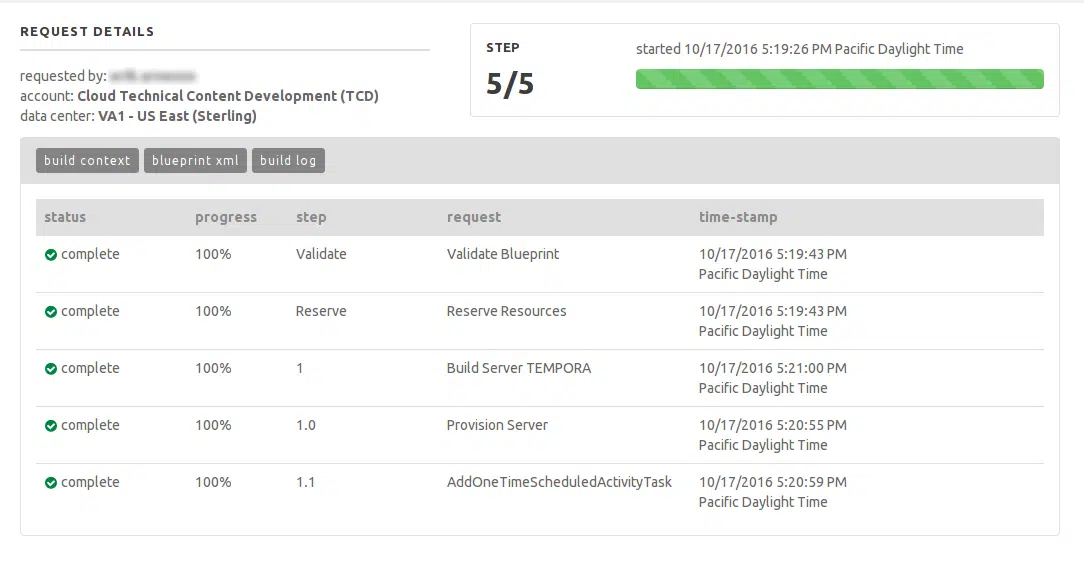 REQUEST DETAILS
requested by:
account: Cloud Technical Content Development (TCD)
data center: VA1 - US East (Sterling)
STEP
5/5
started 10/17/2016 5:19:26 PM Pacific Daylight Time
build context blueprint xml build log
status progress step request time-stamp
complete 100% Validate Validate Blueprint 10/17/2016 5:19:43 PM
Pacific Daylight Time
complete 100% Reserve Reserve Resources 10/17/2016 5:19:43 PM
Pacific Daylight Time
complete 100% 1 Build Server TEMPORA 10/17/2016 5:21:00 PM
Pacific Daylight Time
complete 100% 1.0 Provision Server 10/17/2016 5:20:55 PM
Pacific Daylight Time
complete 100% 1.1 AddOneTimeScheduledActivityTask 10/17/2016 5:20:59 PM
Pacific Daylight Time